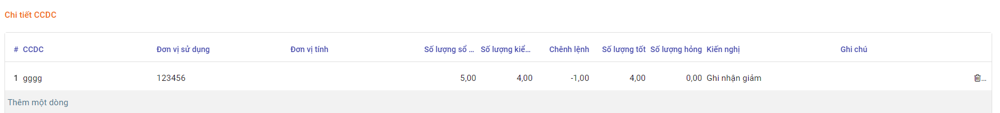 Chi tiết CCDC
# CCDC Đơn vị sử dụng Đơn vị tính Số lượng sổ ... Số lượng kiể... Chênh lệnh Số lượng tốt Số lượng hỏng Kiến nghị Ghi chú
1 gggg 123456 5,00 4,00 -1,00 4,00 0,00 Ghi nhận giảm ...
Thêm một dòng